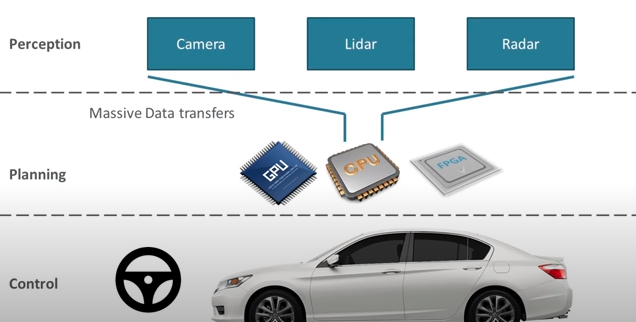 Perception
Camera
Lidar
Radar
Massive Data transfers
Planning
GPU
CPU
FPGA
Control